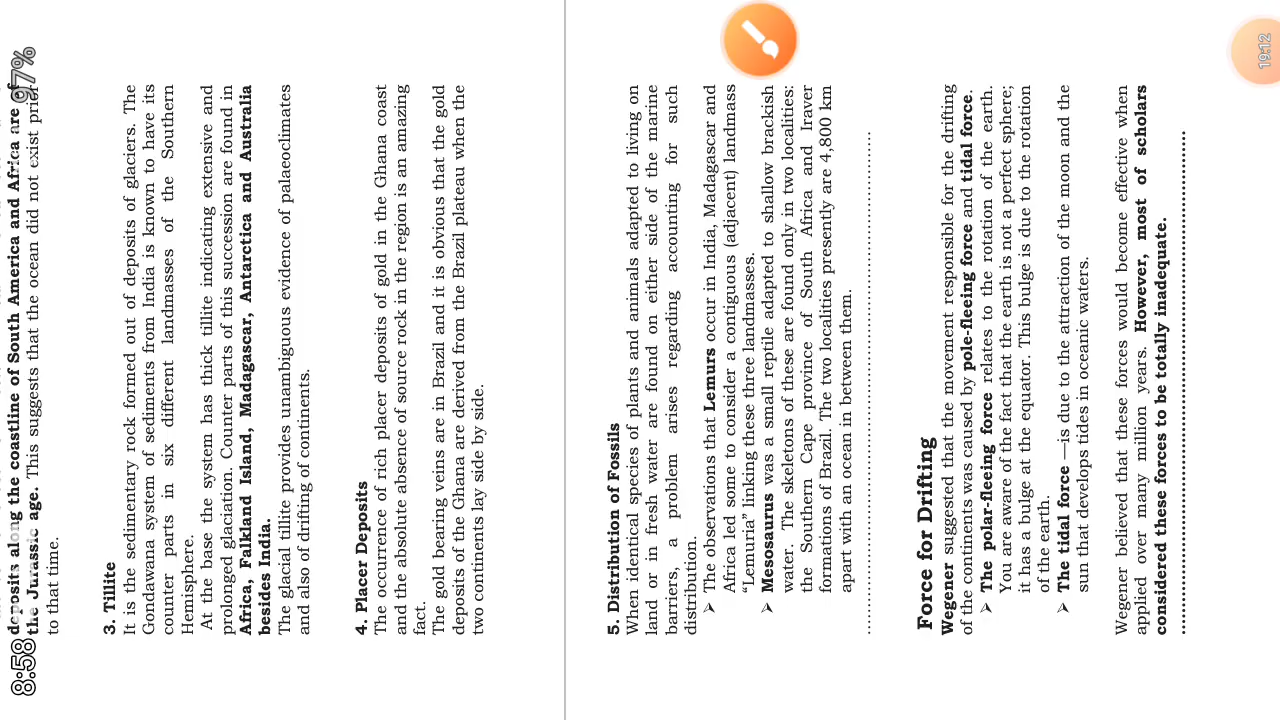 deposits along the coastline of South America and Africa are of
the Jurassic age. This suggests that the ocean did not exist prior
to that time.
3. Tillite
It is the sedimentary rock formed out of deposits of glaciers. The
Gondawana system of sediments from India is known to have its
counter parts in six different landmasses of the Southern
Hemisphere.
At the base the system has thick tillite indicating extensive and
prolonged glaciation. Counter parts of this succession are found in
Africa, Falkland Island, Madagascar, Antarctica and Australia
besides India.
The glacial tillite provides unambiguous evidence of palaeoclimates
and also of drifting of continents.
4. Placer Deposits
The occurrence of rich placer deposits of gold in the Ghana coast
and the absolute absence of source rock in the region is an amazing
fact.
The gold bearing veins are in Brazil and it is obvious that the gold
deposits of the Ghana are derived from the Brazil plateau when the
two continents lay side by side.
5. Distribution of Fossils
When identical species of plants and animals adapted to living on
land or in fresh water are found on either side of the marine
barriers, a problem arises regarding accounting for such
distribution.
➢ The observations that Lemurs occur in India, Madagascar and
Africa led some to consider a contiguous (adjacent) landmass
“Lemuria” linking these three landmasses.
➢ Mesosaurus was a small reptile adapted to shallow brackish
water. The skeletons of these are found only in two localities:
the Southern Cape province of South Africa and Iraver
formations of Brazil. The two localities presently are 4,800 km
apart with an ocean in between them.
Force for Drifting
Wegener suggested that the movement responsible for the drifting
of the continents was caused by pole-fleeing force and tidal force.
➢ The polar-fleeing force relates to the rotation of the earth.
You are aware of the fact that the earth is not a perfect sphere;
it has a bulge at the equator. This bulge is due to the rotation
of the earth.
➢ The tidal force —is due to the attraction of the moon and the
sun that develops tides in oceanic waters.
Wegener believed that these forces would become effective when
applied over many million years. However, most of scholars
considered these forces to be totally inadequate.
8:58
97%
19:12